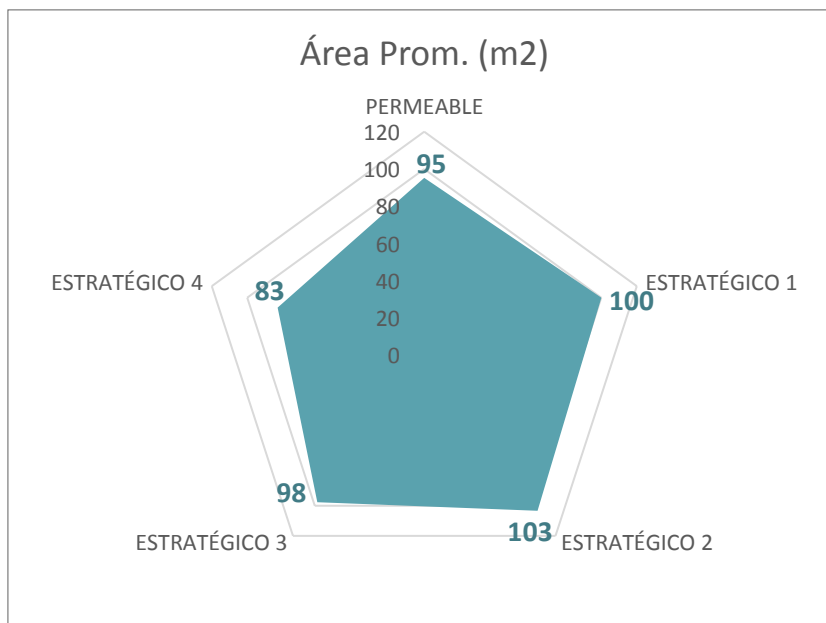 Área Prom. (m2)
PERMEABLE
120
95
100
80
60
40
20
0
ESTRATÉGICO 4
83
ESTRATÉGICO 1
100
98
103
ESTRATÉGICO 3
ESTRATÉGICO 2